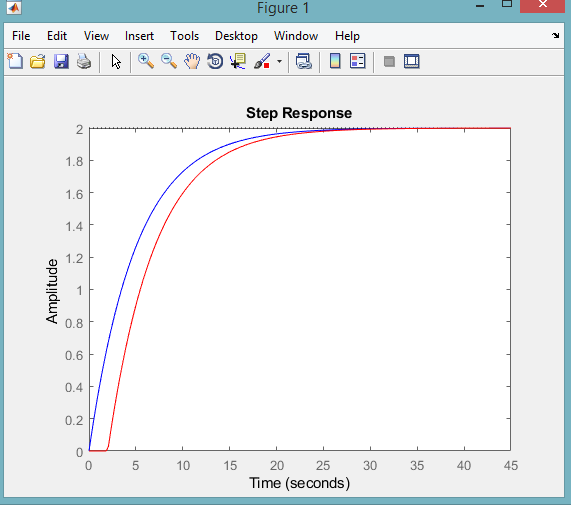 Figure 1
File Edit View Insert Tools Desktop Window Help
Step Response
2
1.8
1.6
1.4
1.2
1
0.8
0.6
0.4
0.2
0
Amplitude
0 5 10 15 20 25 30 35 40 45
Time (seconds)